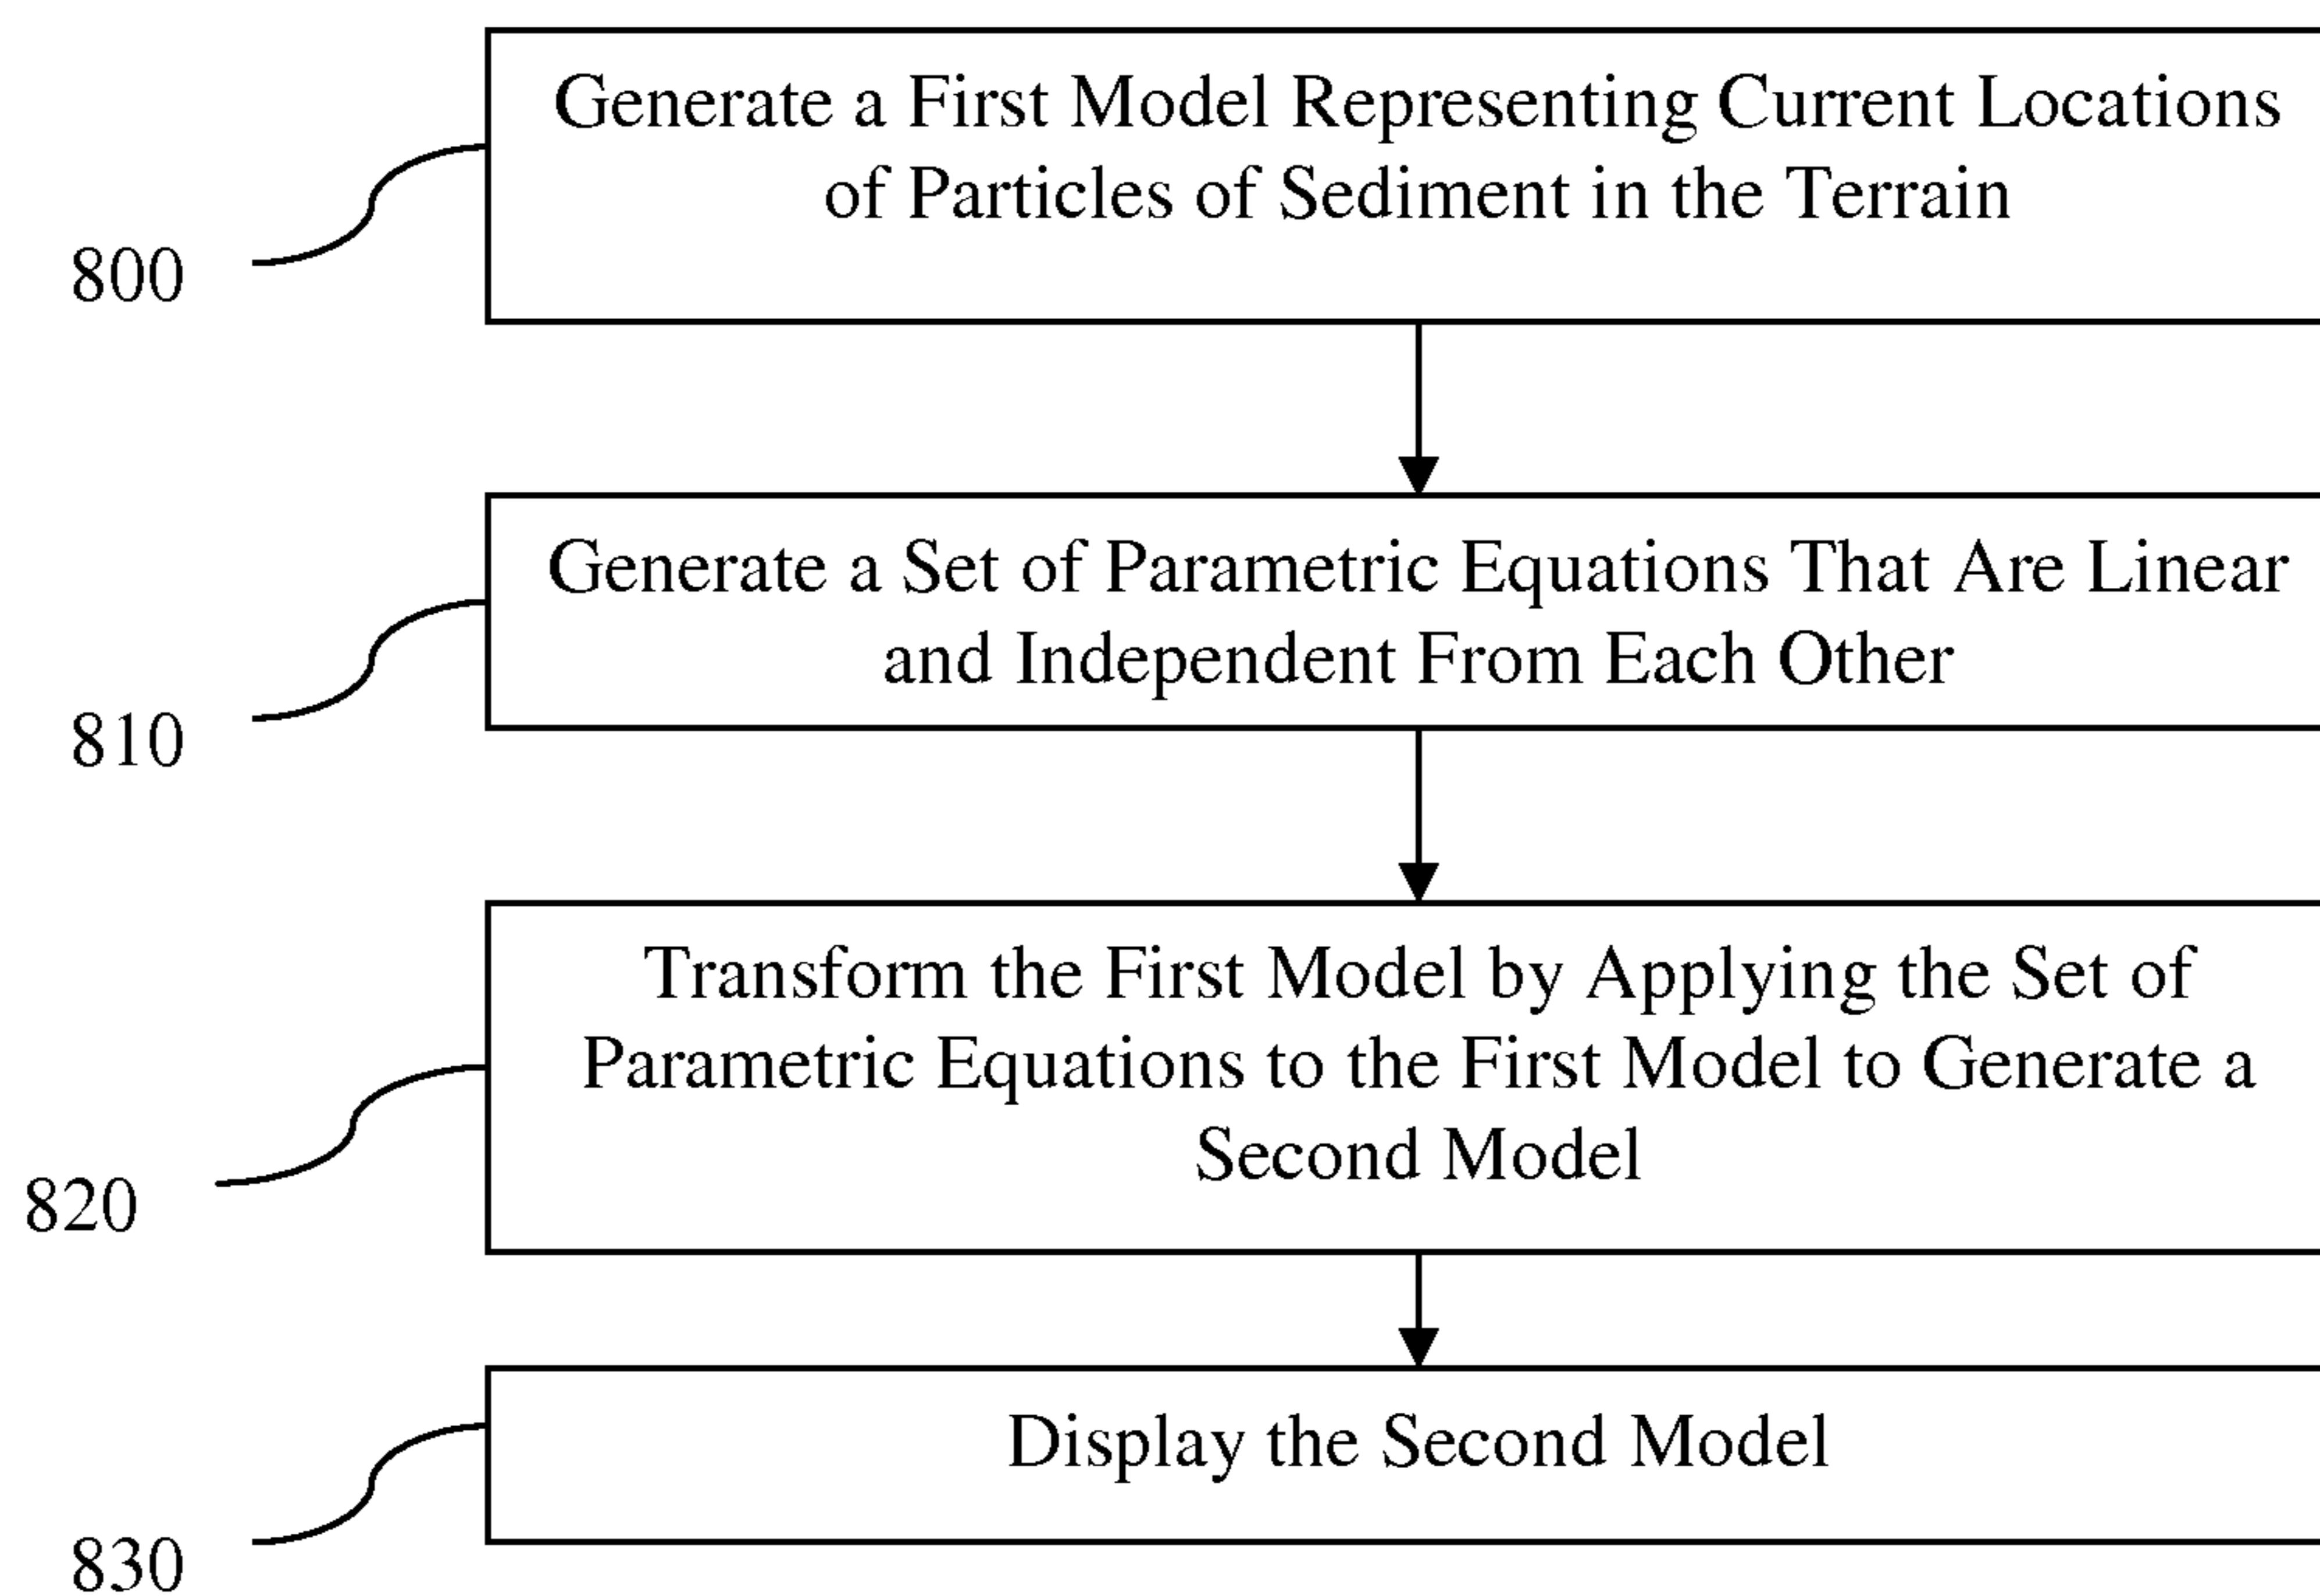 Generate a First Model Representing Current Locations
of Particles of Sediment in the Terrain
800
Generate a Set of Parametric Equations That Are Linear
and Independent From Each Other
810
Transform the First Model by Applying the Set of
Parametric Equations to the First Model to Generate a
Second Model
820
Display the Second Model
830